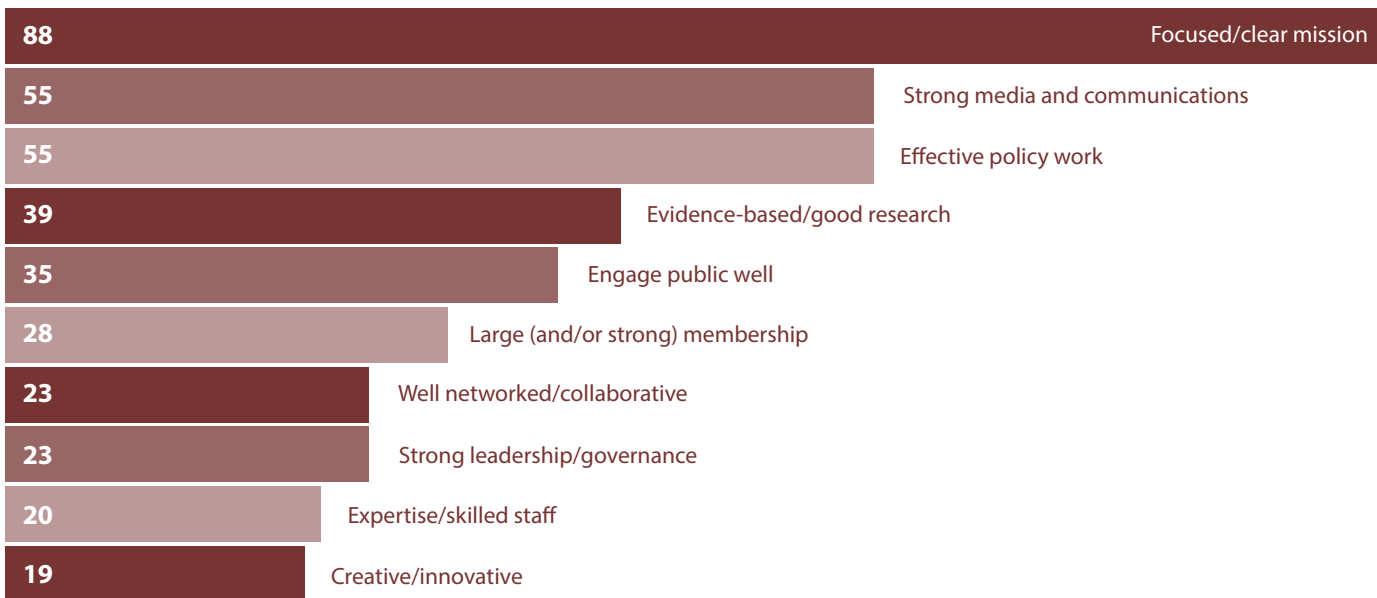 88 Focused/clear mission
55 Strong media and communications
55 Effective policy work
39 Evidence-based/good research
35 Engage public well
28 Large (and/or strong) membership
23 Well networked/collaborative
23 Strong leadership/governance
20 Expertise/skilled staff
19 Creative/innovative